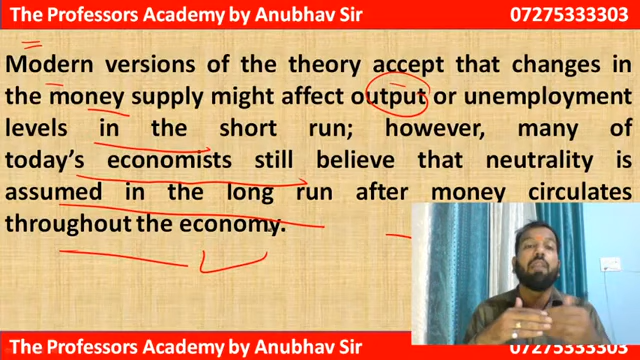 The Professors Academy by Anubhav Sir 07275333303
Modern versions of the theory accept that changes in
the money supply might affect output or unemployment
levels in the short run; however, many of
today's economists still believe that neutrality is
assumed in the long run after money circulates
throughout the economy.
The Professors Academy by Anubhav Sir 07275333303